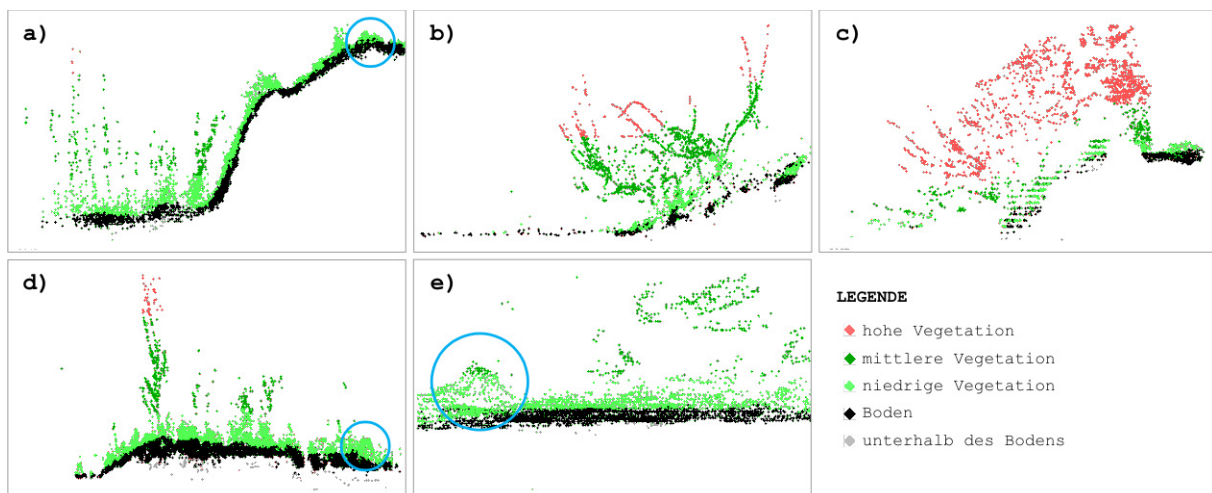 a)
b)
c)
d)
e)
LEGENDE
hohe Vegetation
mittlere Vegetation
niedrige Vegetation
Boden
unterhalb des Bodens